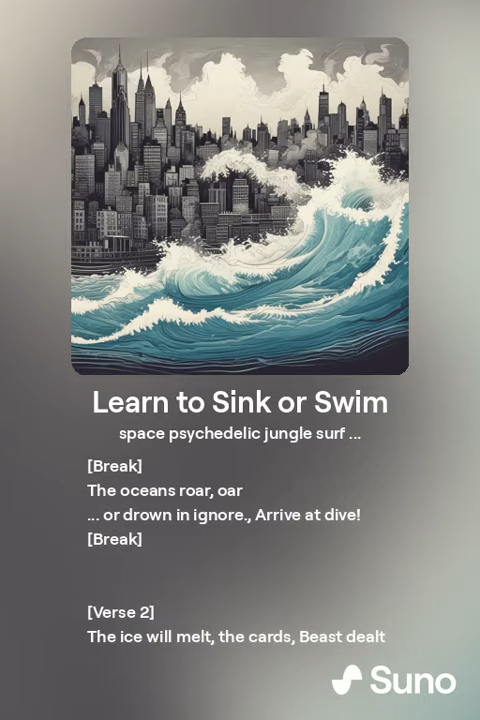 Learn to Sink or Swim
space psychedelic jungle surf ...
[Break]
The oceans roar, oar
... or drown in ignore., Arrive at dive!
[Break]
[Verse 2]
The ice will melt, the cards, Beast dealt
Suno